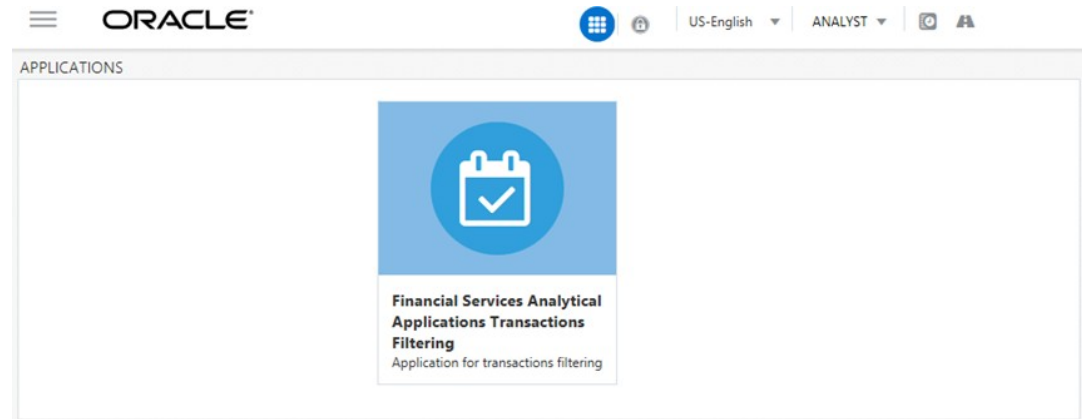 ORACLE®
US-English
ANALYST
APPLICATIONS
Financial Services Analytical
Applications Transactions
Filtering
Application for transactions filtering